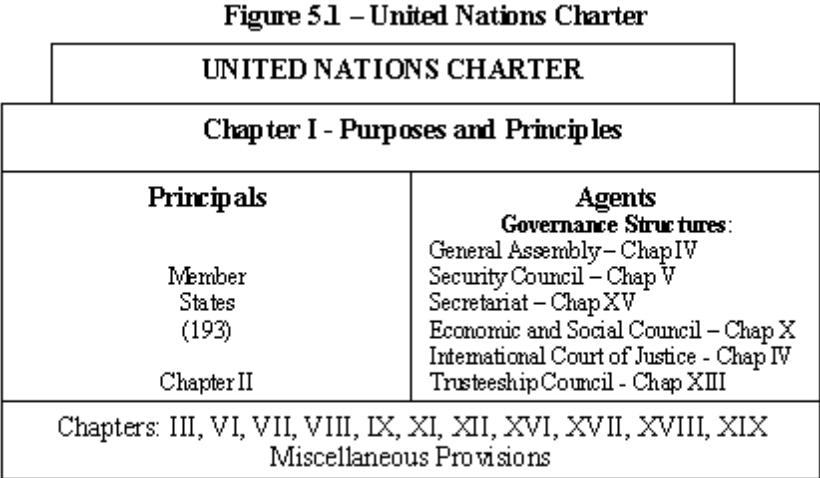 Figure 5.1 – United Nations Charter
UNITED NATIONS CHARTER
Chapter I - Purposes and Principles
Principals
Member
States
(193)
Chapter II
Agents
Governance Structures:
General Assembly – Chap IV
Security Council – Chap V
Secretariat – Chap XV
Economic and Social Council – Chap X
International Court of Justice - Chap IV
Trusteeship Council - Chap XIII
Chapters: III, VI, VII, VIII, IX, XI, XII, XVI, XVII, XVIII, XIX
Miscellaneous Provisions